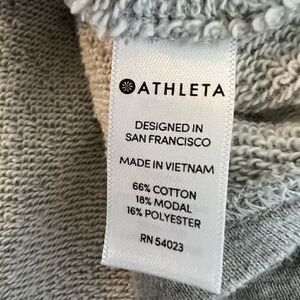 ATHLETA
DESIGNED IN
SAN FRANCISCO
MADE IN VIETNAM
66% COTTON
18% MODAL
16% POLYESTER
RN 54023